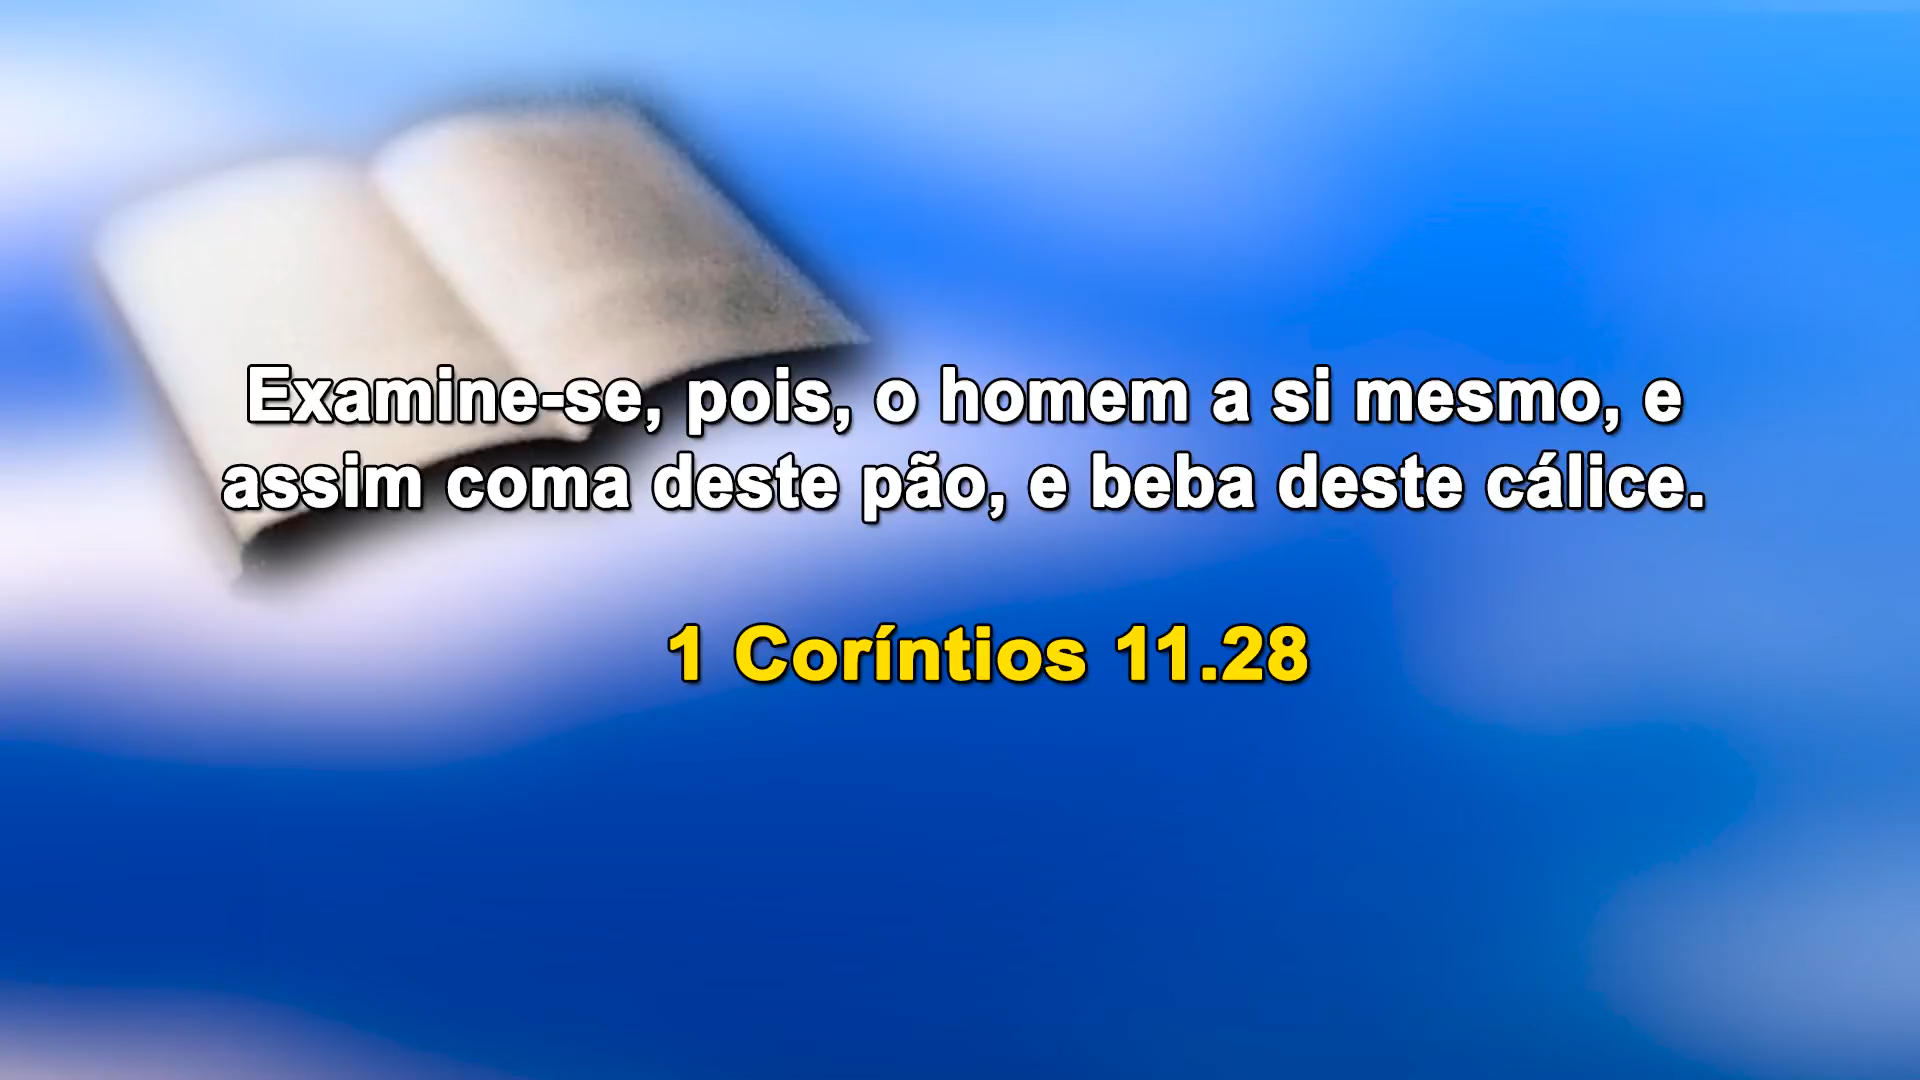 Examine-se, pois, o homem a si mesmo, e
assim coma deste pão, e beba deste cálice.
1 Coríntios 11.28